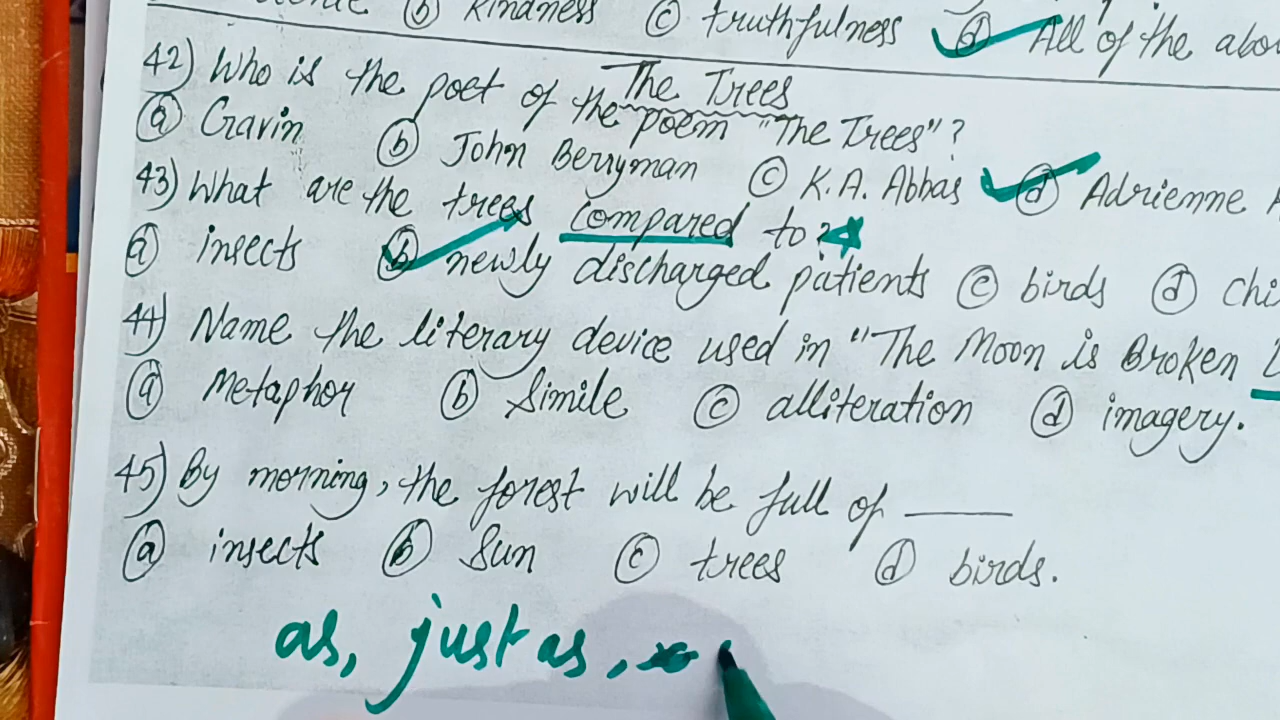 ⓑ kindness ⓒ truthfulness ⓓ All of the
The Trees
42) Who is the poet of the poem "The Trees"?
ⓐ Gravin ⓑ John Berryman ⓒ K.A. Abbas ⓓ Adrienne
43) What are the trees compared to?
ⓐ insects ⓑ newly discharged patients ⓒ birds ⓓ
44) Name the literary device used in "The Moon is Broken
ⓐ Metaphor ⓑ Simile ⓒ alliteration ⓓ imagery.
45) By morning, the forest will be full of ____
ⓐ insects ⓑ Sun ⓒ trees ⓓ birds.
as, just as,